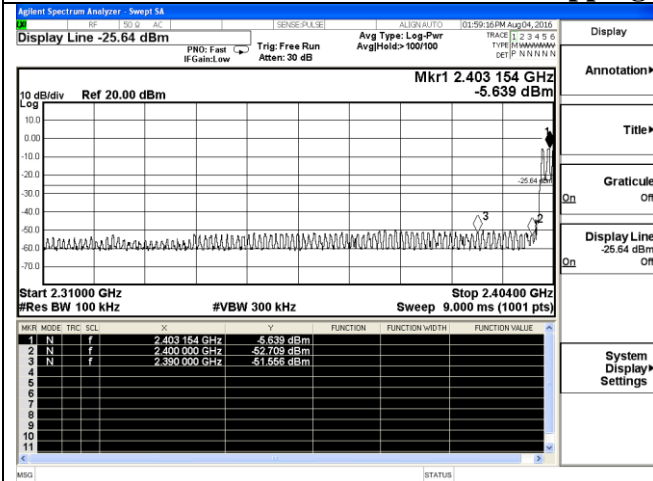 Agilent Spectrum Analyzer - Swept SA
RF 50 Ω AC SENSE:PULSE ALIGN AUTO 01:59:16 PM Aug 04, 2016
Display Line -25.64 dBm
PNO: Fast
IFGain:Low
Trig: Free Run
Atten: 30 dB
Avg Type: Log-Pwr
Avg|Hold:> 100/100
TRACE 1 2 3 4 5 6
TYPE M W W W W W
DET P N N N N N
Display
Mkr1 2.403 154 GHz
-5.639 dBm
10 dB/div Ref 20.00 dBm
Log
10.0
0.00
-10.0
-20.0
-30.0
-40.0
-50.0
-60.0
-70.0
1
-25.64 dBm
3
2
Start 2.31000 GHz Stop 2.40400 GHz
#Res BW 100 kHz #VBW 300 kHz Sweep 9.000 ms (1001 pts)
MKR MODE TRC SCL X Y FUNCTION FUNCTION WIDTH FUNCTION VALUE
1 N f 2.403 154 GHz -5.639 dBm
2 N f 2.400 000 GHz -52.709 dBm
3 N f 2.390 000 GHz -51.556 dBm
4
5
6
7
8
9
10
11
MSG STATUS
Annotation
Title
Graticule
On Off
Display Line
-25.64 dBm
On Off
System
Display
Settings